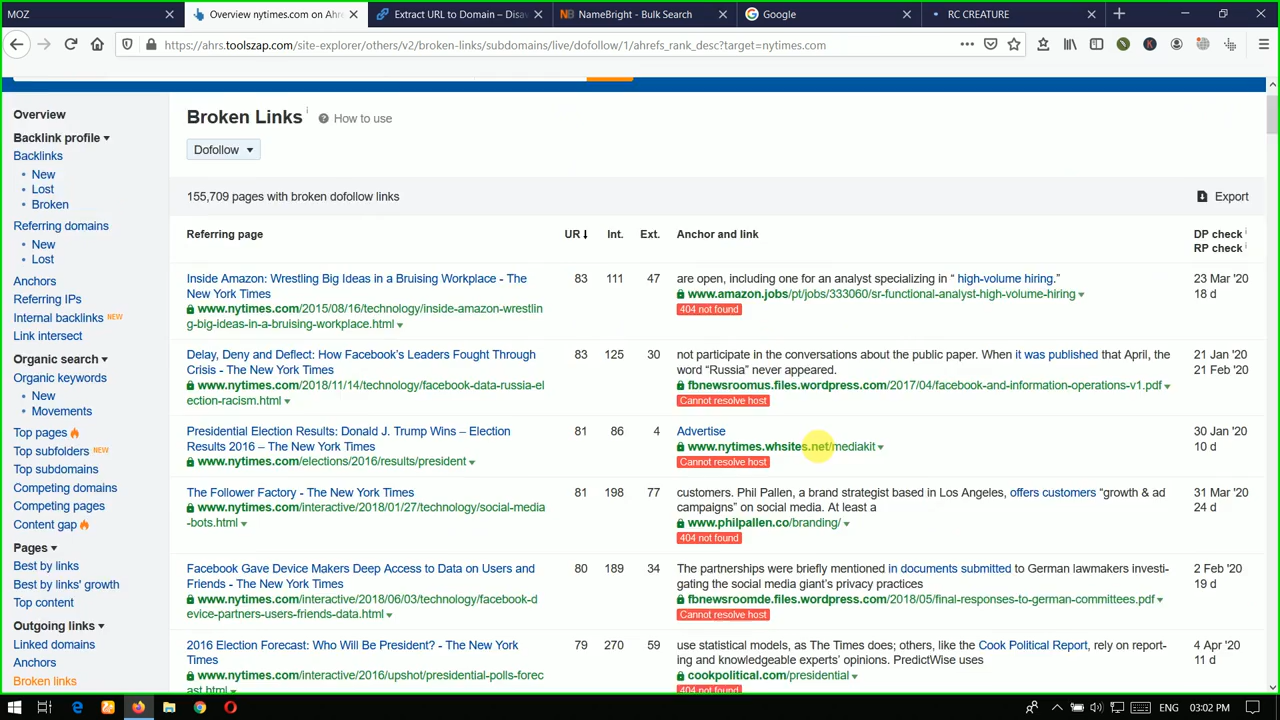 MOZ
Overview nytimes.com on Ahre
Extract URL to Domain – Disav
NameBright - Bulk Search
Google
RC CREATURE
https://ahrs.toolszap.com/site-explorer/others/v2/broken-links/subdomains/live/dofollow/1/ahrefs_rank_desc?target=nytimes.com
Overview
Backlink profile
Backlinks
New
Lost
Broken
Referring domains
New
Lost
Anchors
Referring IPs
Internal backlinks NEW
Link intersect
Organic search
Organic keywords
New
Movements
Top pages
Top subfolders NEW
Top subdomains
Competing domains
Competing pages
Content gap
Pages
Best by links
Best by links' growth
Top content
Outgoing links
Linked domains
Anchors
Broken links
Broken Links i How to use
Dofollow
155,709 pages with broken dofollow links
Export
Referring page UR Int. Ext. Anchor and link DP check i
RP check i
Inside Amazon: Wrestling Big Ideas in a Bruising Workplace - The
New York Times
www.nytimes.com/2015/08/16/technology/inside-amazon-wrestlin
g-big-ideas-in-a-bruising-workplace.html
83 111 47
are open, including one for an analyst specializing in “ high-volume hiring.”
www.amazon.jobs/pt/jobs/333060/sr-functional-analyst-high-volume-hiring
404 not found
23 Mar '20
18 d
Delay, Deny and Deflect: How Facebook’s Leaders Fought Through
Crisis - The New York Times
www.nytimes.com/2018/11/14/technology/facebook-data-russia-el
ection-racism.html
83 125 30
not participate in the conversations about the public paper. When it was published that April, the
word “Russia” never appeared.
fbnewsroomus.files.wordpress.com/2017/04/facebook-and-information-operations-v1.pdf
Cannot resolve host
21 Jan '20
21 Feb '20
Presidential Election Results: Donald J. Trump Wins – Election
Results 2016 – The New York Times
www.nytimes.com/elections/2016/results/president
81 86 4
Advertise
www.nytimes.whsites.net/mediakit
Cannot resolve host
30 Jan '20
10 d
The Follower Factory - The New York Times
www.nytimes.com/interactive/2018/01/27/technology/social-media
-bots.html
81 198 77
customers. Phil Pallen, a brand strategist based in Los Angeles, offers customers “growth & ad
campaigns” on social media. At least a
www.philpallen.co/branding/
404 not found
31 Mar '20
24 d
Facebook Gave Device Makers Deep Access to Data on Users and
Friends - The New York Times
www.nytimes.com/interactive/2018/06/03/technology/facebook-d
evice-partners-users-friends-data.html
80 189 34
The partnerships were briefly mentioned in documents submitted to German lawmakers investi-
gating the social media giant’s privacy practices
fbnewsroomde.files.wordpress.com/2018/05/final-responses-to-german-committees.pdf
Cannot resolve host
2 Feb '20
19 d
2016 Election Forecast: Who Will Be President? - The New York
Times
www.nytimes.com/interactive/2016/upshot/presidential-polls-forec
ast.html
79 270 59
use statistical models, as The Times does; others, like the Cook Political Report, rely on report-
ing and knowledgeable experts’ opinions. PredictWise uses
cookpolitical.com/presidential
404 not found
4 Apr '20
11 d
ENG
03:02 PM